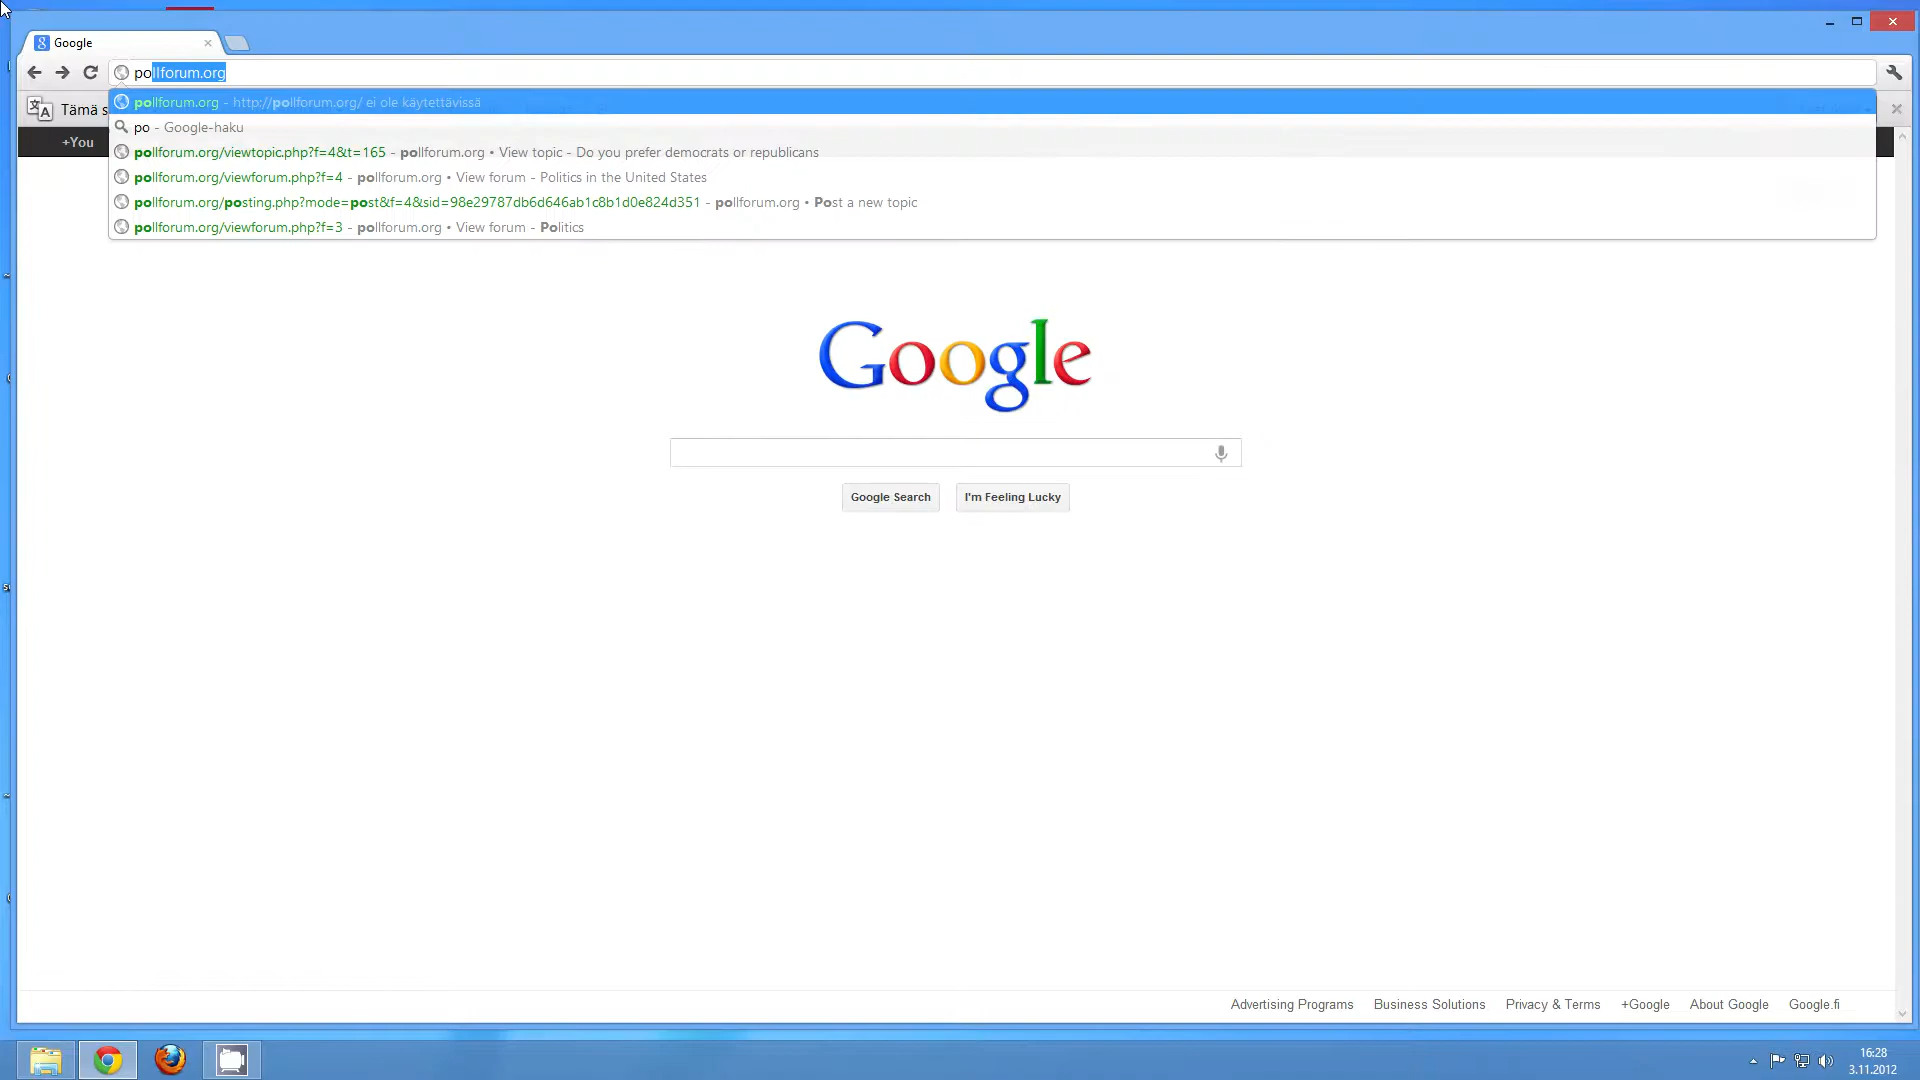 Google
pollforum.org
pollforum.org - http://pollforum.org/ ei ole käytettävissä
Tämä s
po - Google-haku
+You
pollforum.org/viewtopic.php?f=4&t=165 - pollforum.org • View topic - Do you prefer democrats or republicans
pollforum.org/viewforum.php?f=4 - pollforum.org • View forum - Politics in the United States
pollforum.org/posting.php?mode=post&f=4&sid=98e29787db6d646ab1c8b1d0e824d351 - pollforum.org • Post a new topic
pollforum.org/viewforum.php?f=3 - pollforum.org • View forum - Politics
Google
Google Search I'm Feeling Lucky
Advertising Programs Business Solutions Privacy & Terms +Google About Google Google.fi
16:28
3.11.2012